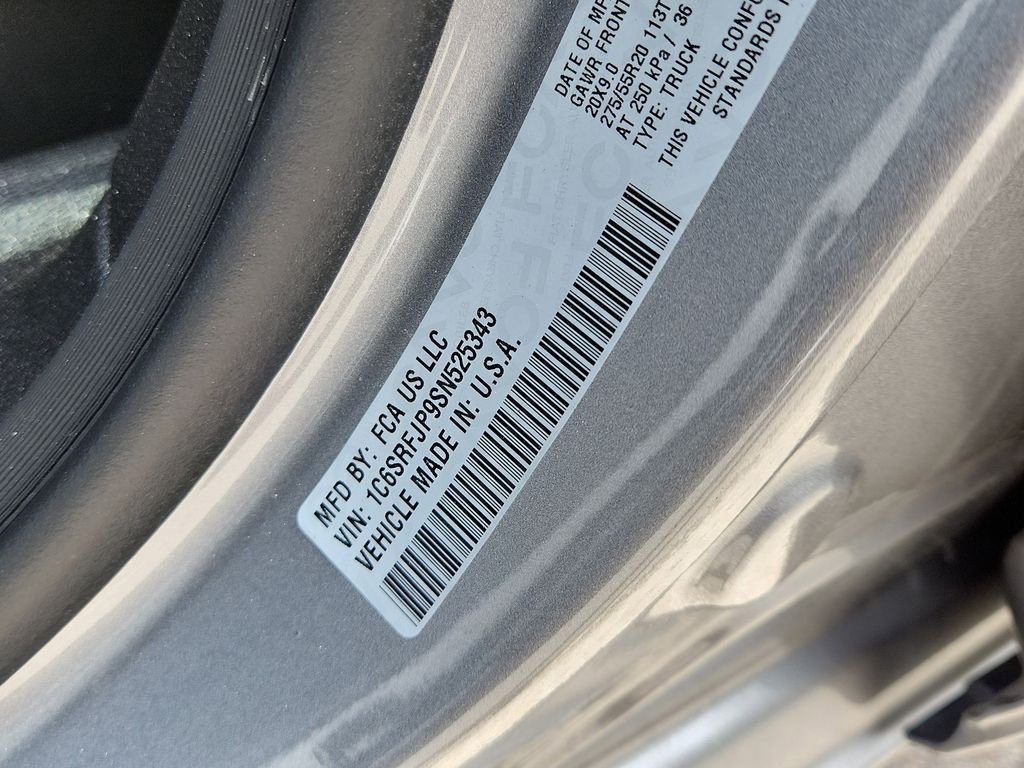 MFD BY: FCA US LLC
VIN: 1C6SRFJP9SN525343
VEHICLE MADE IN: U.S.A.
DATE OF
GAWR FRONT
20X9.0
275/55R20 113T
AT 250 kPa / 36
TYPE: TRUCK
THIS VEHICLE
STANDARDS